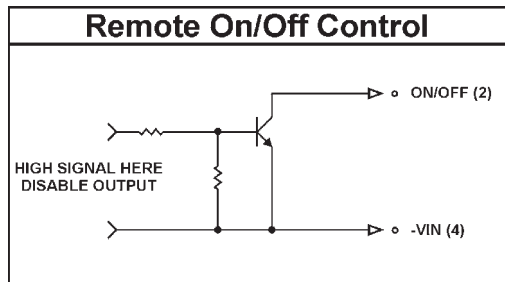 Remote On/Off Control
ON/OFF (2)
HIGH SIGNAL HERE
DISABLE OUTPUT
-VIN (4)